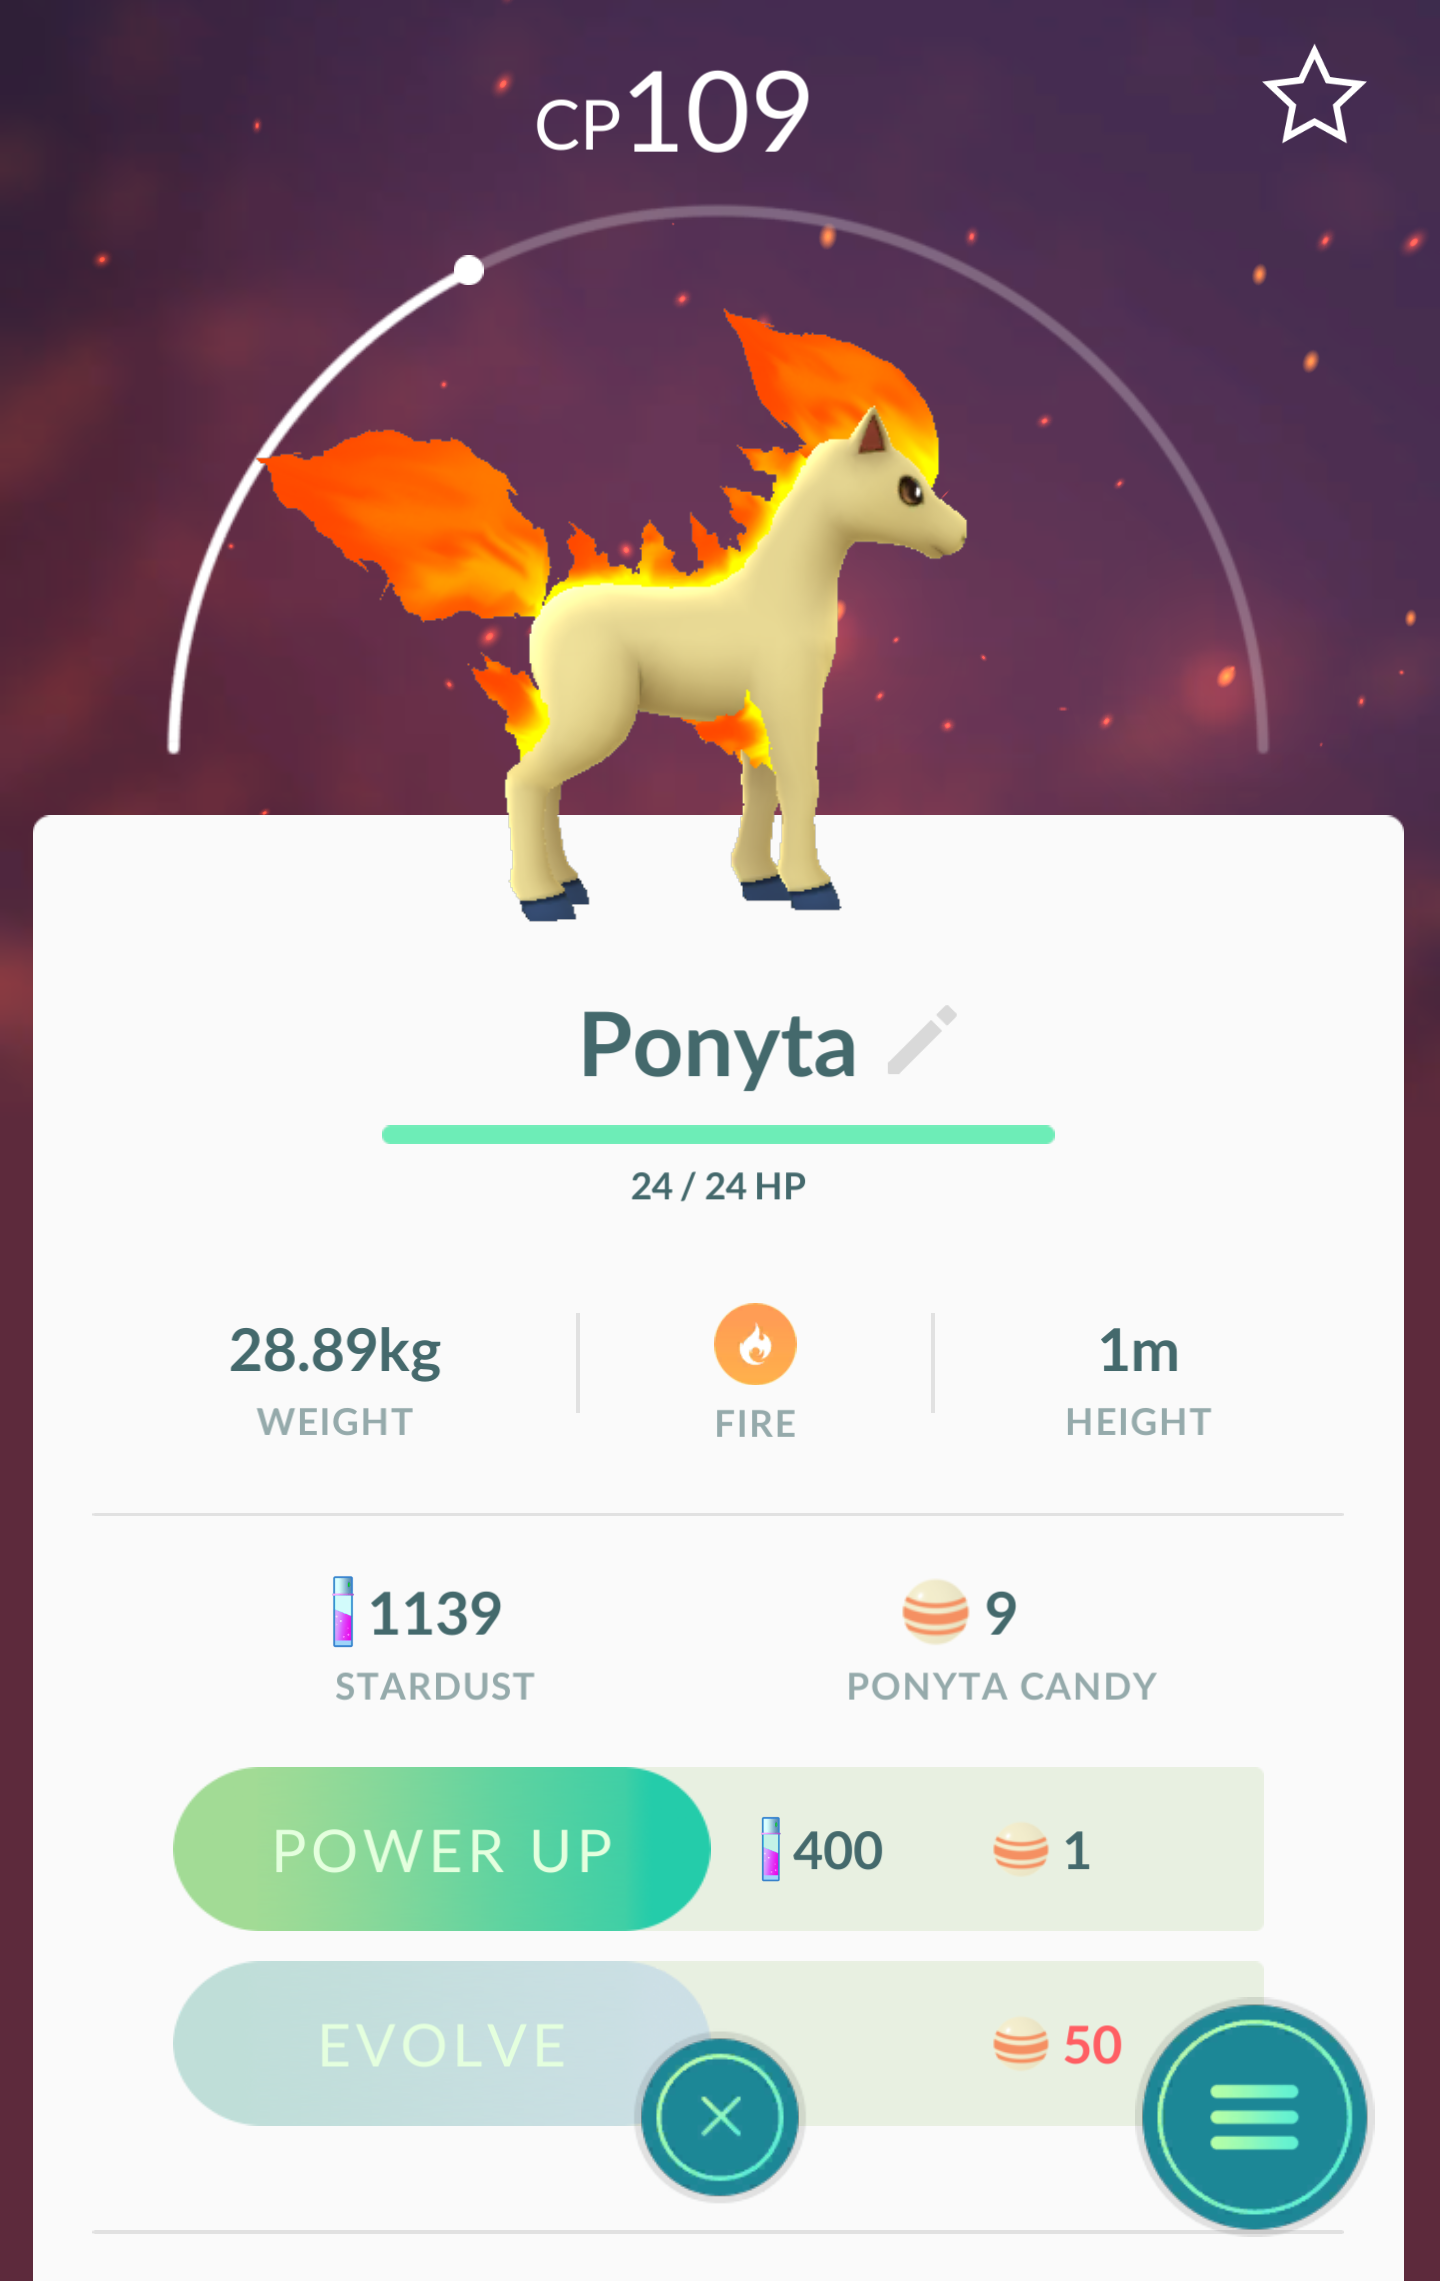 CP109
Ponyta
24 / 24 HP
28.89kg
WEIGHT
FIRE
1m
HEIGHT
1139
STARDUST
9
PONYTA CANDY
POWER UP 400 1
EVOLVE 50